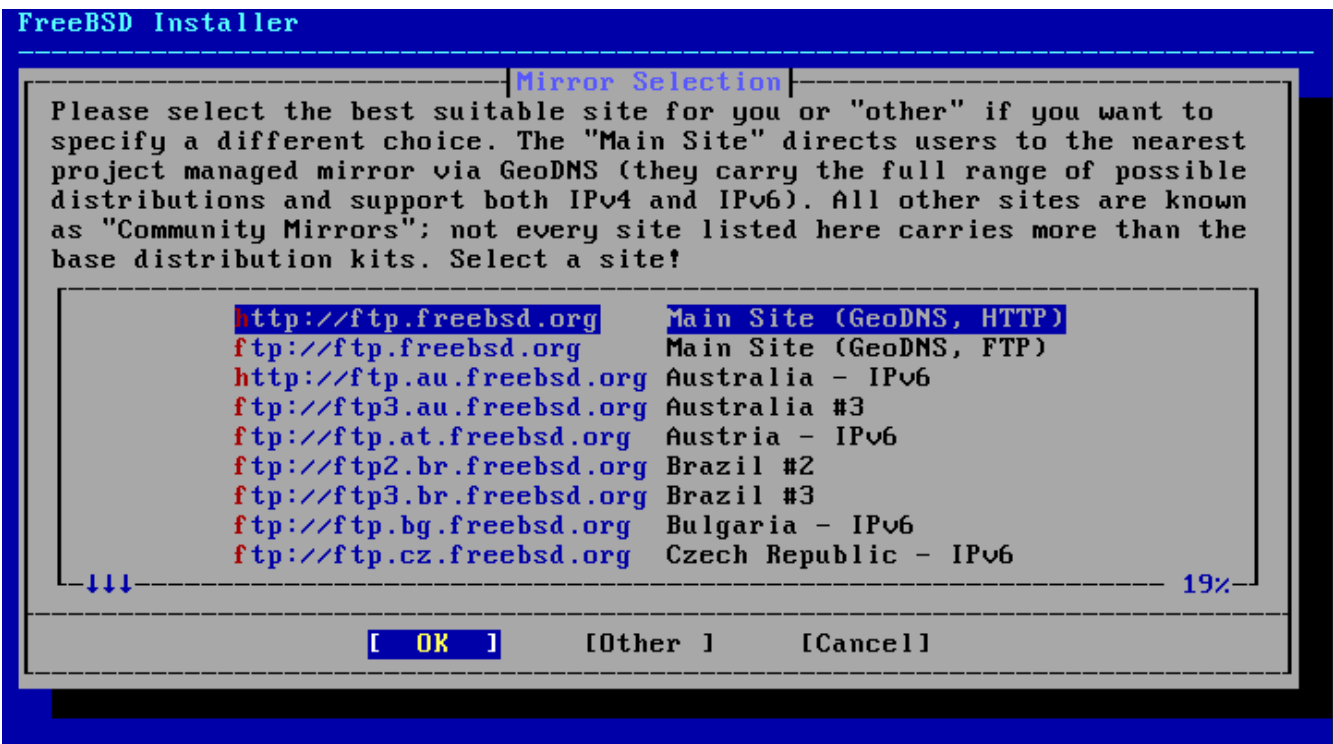 FreeBSD Installer
Mirror Selection
Please select the best suitable site for you or "other" if you want to
specify a different choice. The "Main Site" directs users to the nearest
project managed mirror via GeoDNS (they carry the full range of possible
distributions and support both IPv4 and IPv6). All other sites are known
as "Community Mirrors"; not every site listed here carries more than the
base distribution kits. Select a site!
http://ftp.freebsd.org Main Site (GeoDNS, HTTP)
ftp://ftp.freebsd.org Main Site (GeoDNS, FTP)
http://ftp.au.freebsd.org Australia - IPv6
ftp://ftp3.au.freebsd.org Australia #3
ftp://ftp.at.freebsd.org Austria - IPv6
ftp://ftp2.br.freebsd.org Brazil #2
ftp://ftp3.br.freebsd.org Brazil #3
ftp://ftp.bg.freebsd.org Bulgaria - IPv6
ftp://ftp.cz.freebsd.org Czech Republic - IPv6
↓↓↓ 19%
[ OK ] [Other ] [Cancel]